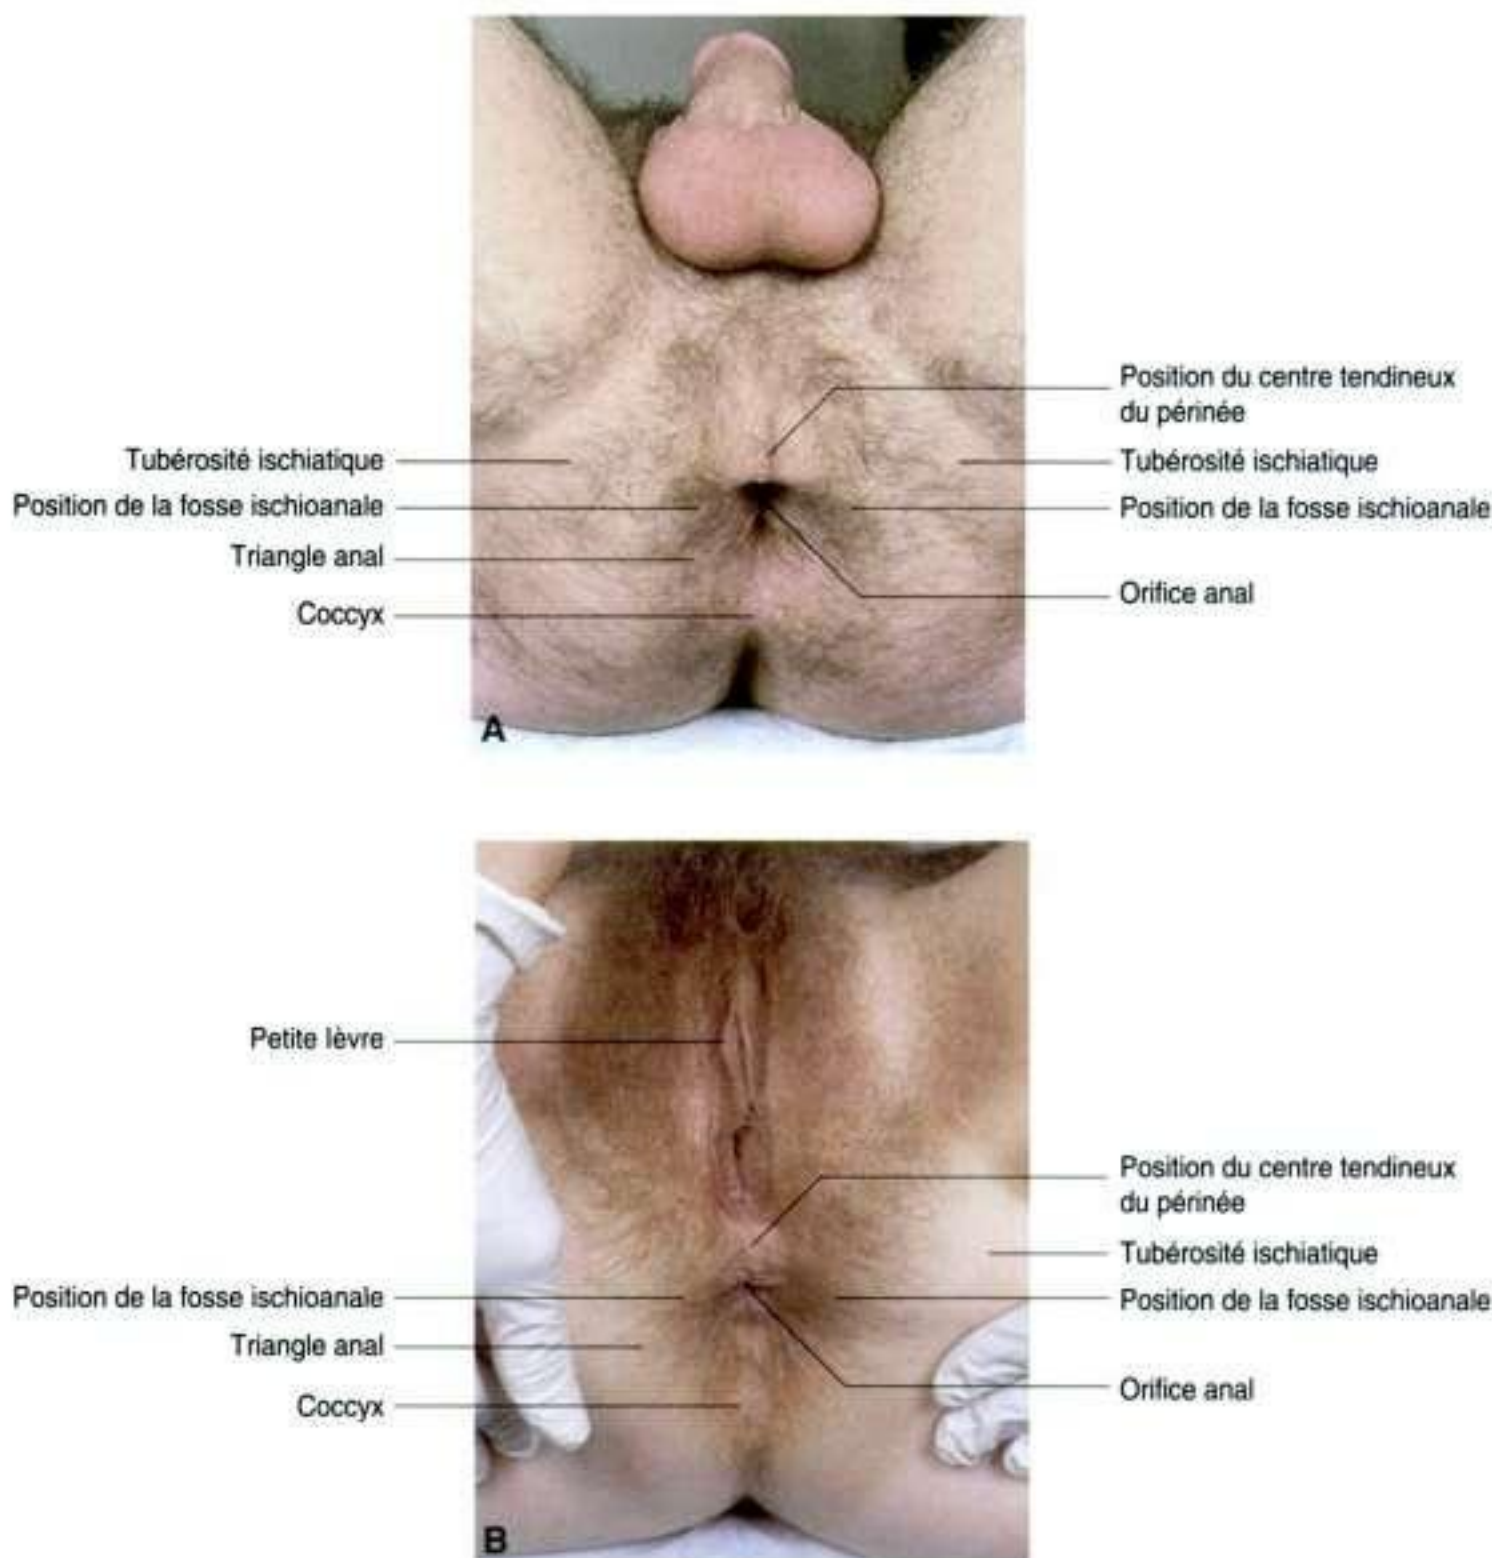 Position du centre tendineux
du périnée
Tubérosité ischiatique
Tubérosité ischiatique
Position de la fosse ischioanale
Position de la fosse ischioanale
Triangle anal
Orifice anal
Coccyx
A
Petite lèvre
Position du centre tendineux
du périnée
Tubérosité ischiatique
Position de la fosse ischioanale
Position de la fosse ischioanale
Triangle anal
Orifice anal
Coccyx
B